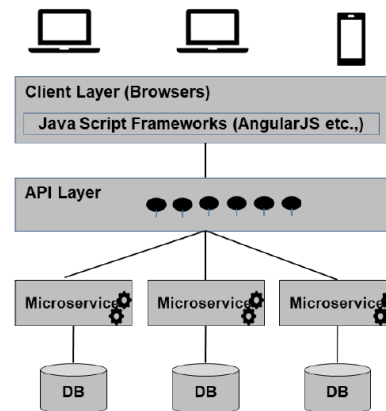 Client Layer (Browsers)
Java Script Frameworks (AngularJS etc.,)
API Layer
Microservice
Microservice
Microservice
DB
DB
DB